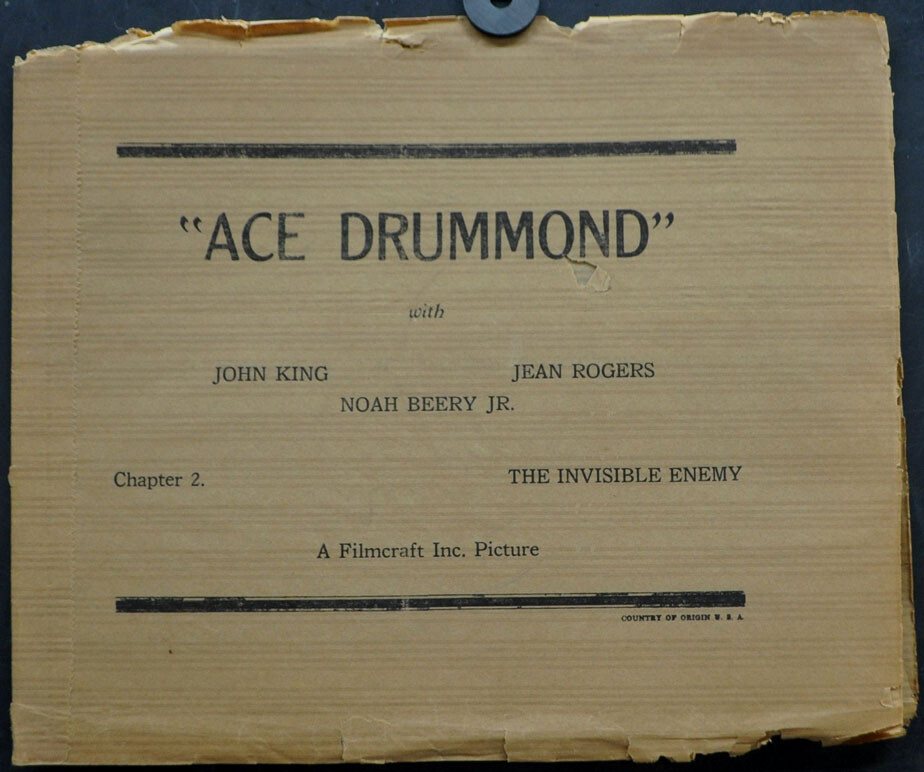 “ACE DRUMMOND”
with
JOHN KING JEAN ROGERS
NOAH BEERY JR.
Chapter 2. THE INVISIBLE ENEMY
A Filmcraft Inc. Picture
COUNTRY OF ORIGIN U. S. A.